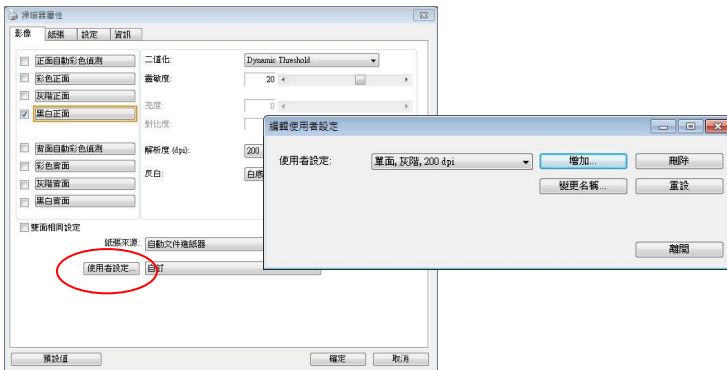 掃瞄器屬性
影像 紙張 設定 資訊
正面自動彩色偵測
彩色正面
灰階正面
黑白正面
背面自動彩色偵測
彩色背面
灰階背面
黑白背面
二值化: Dynamic Threshold
靈敏度: 20
亮度: 0
對比度:
解析度 (dpi): 200
反白: 白底
雙面相同設定
紙張來源: 自動文件進紙器
使用者設定... 自訂
預設值 確定 取消
編輯使用者設定
使用者設定: 單面, 灰階, 200 dpi 增加... 刪除
變更名稱... 重設
離開